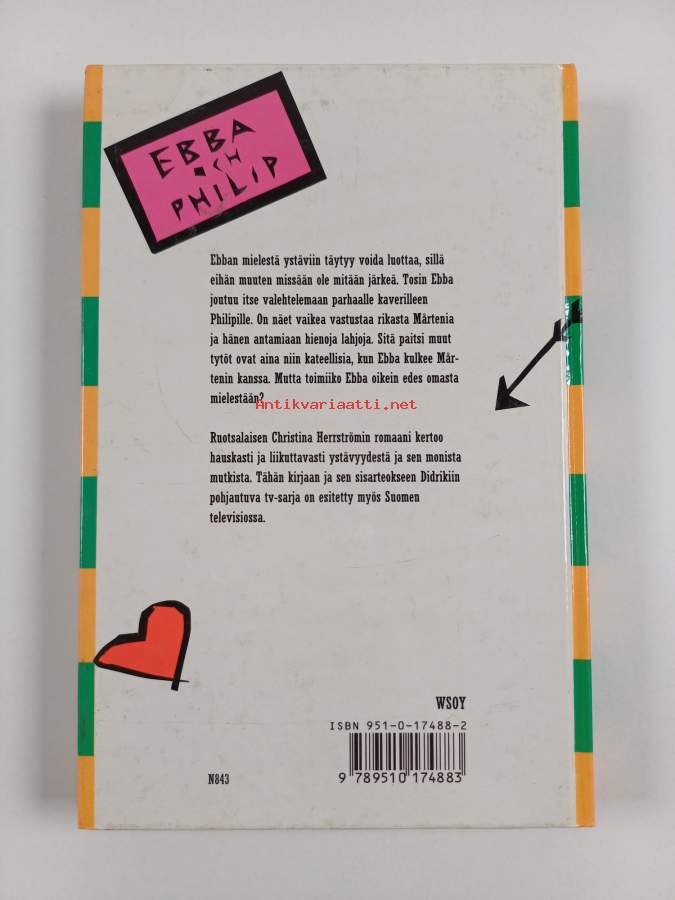 EBBA
OCH
PHILIP
Ebban mielestä ystäviin täytyy voida luottaa, sillä
eihän muuten missään ole mitään järkeä. Tosin Ebba
joutuu itse valehtelemaan parhaalle kaverilleen
Philipille. On näet vaikea vastustaa rikasta Mårtenia
ja hänen antamiaan hienoja lahjoja. Sitä paitsi muut
tytöt ovat aina niin kateellisia, kun Ebba kulkee Mår-
tenin kanssa. Mutta toimiiko Ebba oikein edes omasta
mielestään?
Antikvariaatti.net
Ruotsalaisen Christina Herrströmin romaani kertoo
hauskasti ja liikuttavasti ystävyydestä ja sen monista
mutkista. Tähän kirjaan ja sen sisarteokseen Didrikiin
pohjautuva tv-sarja on esitetty myös Suomen
televisiossa.
WSOY
ISBN 951-0-17488-2
9 789510 174883
N843